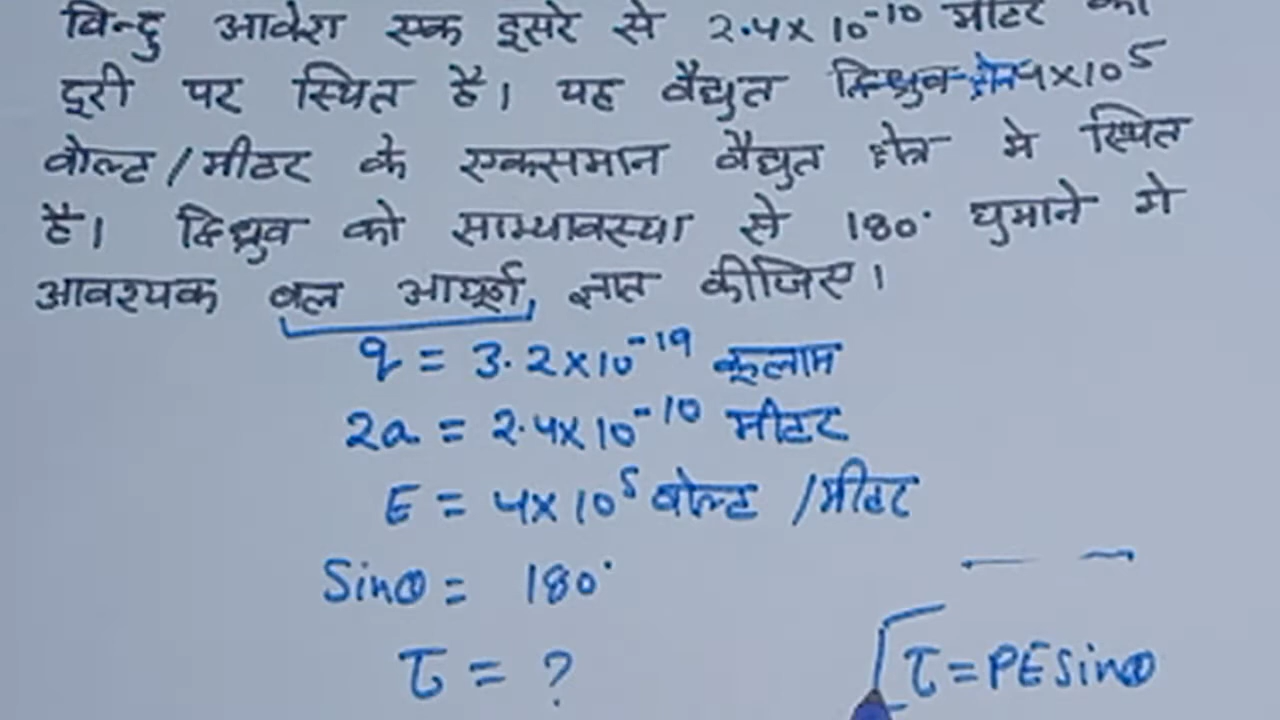 बिन्दु आवेश एक दूसरे से 2.4×10⁻¹⁰ मीटर की
दूरी पर स्थित है। यह वैद्युत द्विध्रुव 4×10⁵
वोल्ट/मीटर के एकसमान वैद्युत क्षेत्र मे स्थित
है। द्विध्रुव को साम्यावस्था से 180° घुमाने मे
आवश्यक बल आघूर्ण ज्ञात कीजिए।
q = 3.2×10⁻¹⁹ कूलाम
2a = 2.4×10⁻¹⁰ मीटर
E = 4×10⁵ वोल्ट /मीटर
Sinθ = 180°
τ = ?
τ = PESinθ